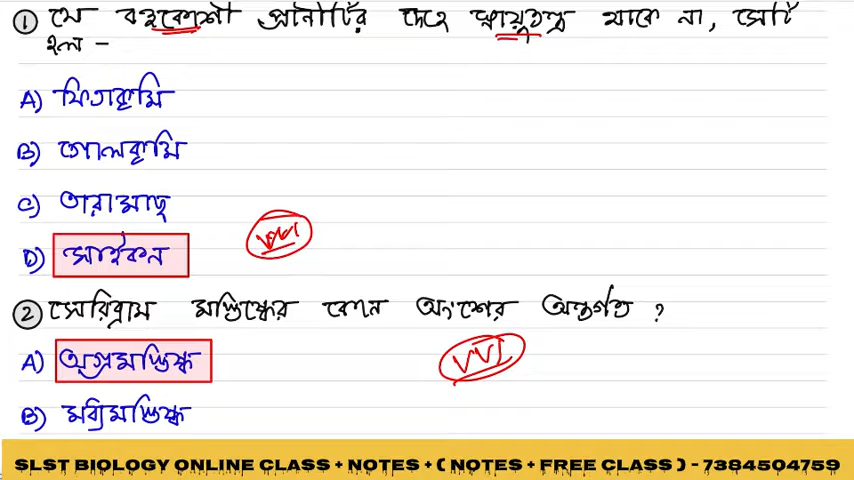 ① যে বহুকোশী প্রাণীটির দেহে স্নায়ুতন্ত্র থাকে না, সেটি
হল -
A) ফিতাকৃমি
B) গোলকৃমি
C) তারামাছ
D) সাইকন
VVI
② সেরিব্রাম মস্তিষ্কের কোন অংশের অন্তর্গত ?
A) অগ্রমস্তিষ্ক
VVI
B) মধ্যমস্তিষ্ক
SLST BIOLOGY ONLINE CLASS + NOTES + ( NOTES + FREE CLASS ) - 7384504759